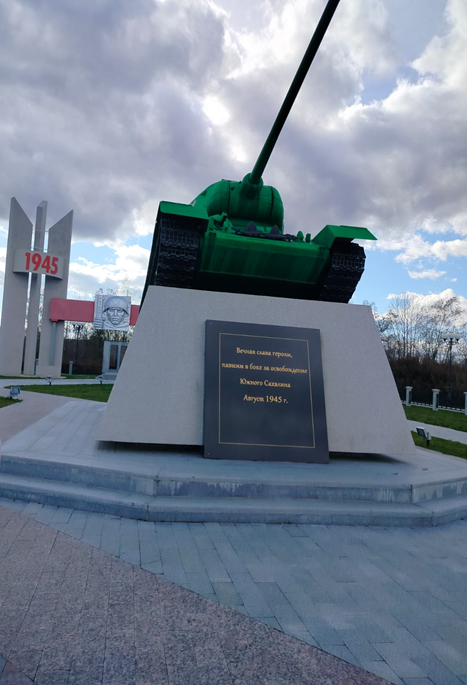 1945
Вечная слава героям,
павшим в боях за освобождение
Южного Сахалина
Август 1945 г.